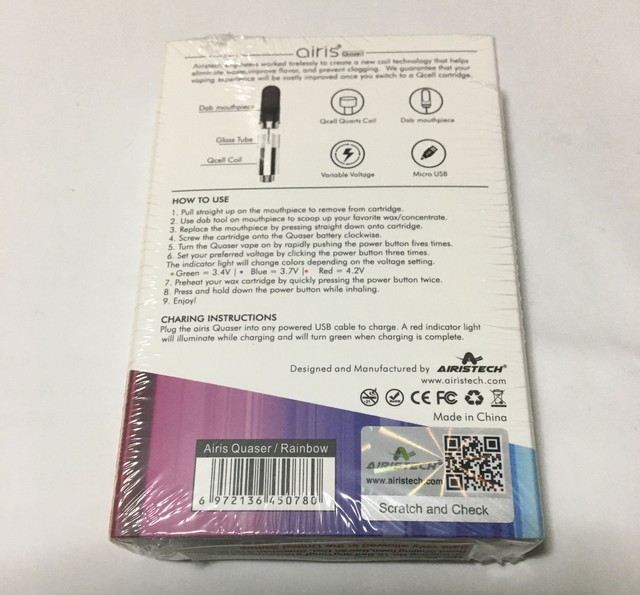 airis Quaser
Airistech engineers worked tirelessly to create a new coil technology that helps
eliminate waste, improve flavor, and prevent clogging. We guarantee that your
vaping experience will be vastly improved once you switch to a Qcell cartridge.
Dab mouthpiece
Glass Tube
Qcell Coil
Qcell Quartz Coil
Dab mouthpiece
Variable Voltage
Micro USB
HOW TO USE
1. Pull straight up on the mouthpiece to remove from cartridge.
2. Use dab tool on mouthpiece to scoop up your favorite wax/concentrate.
3. Replace the mouthpiece by pressing straight down onto cartridge.
4. Screw the cartridge onto the Quaser battery clockwise.
5. Turn the Quaser vape on by rapidly pushing the power button fives times.
6. Set your preferred voltage by clicking the power button three times.
The indicator light will change colors depending on the voltage setting.
• Green = 3.4V | • Blue = 3.7V |• Red = 4.2V
7. Preheat your wax cartridge by quickly pressing the power button twice.
8. Press and hold down the power button while inhaling.
9. Enjoy!
CHARING INSTRUCTIONS
Plug the airis Quaser into any powered USB cable to charge. A red indicator light
will illuminate while charging and will turn green when charging is complete.
Designed and Manufactured by AIRISTECH®
www.airistech.com
CE FC
Made in China
Airis Quaser / Rainbow
6 972136 450780
AIRISTECH
www.airistech.com
Scratch and Check